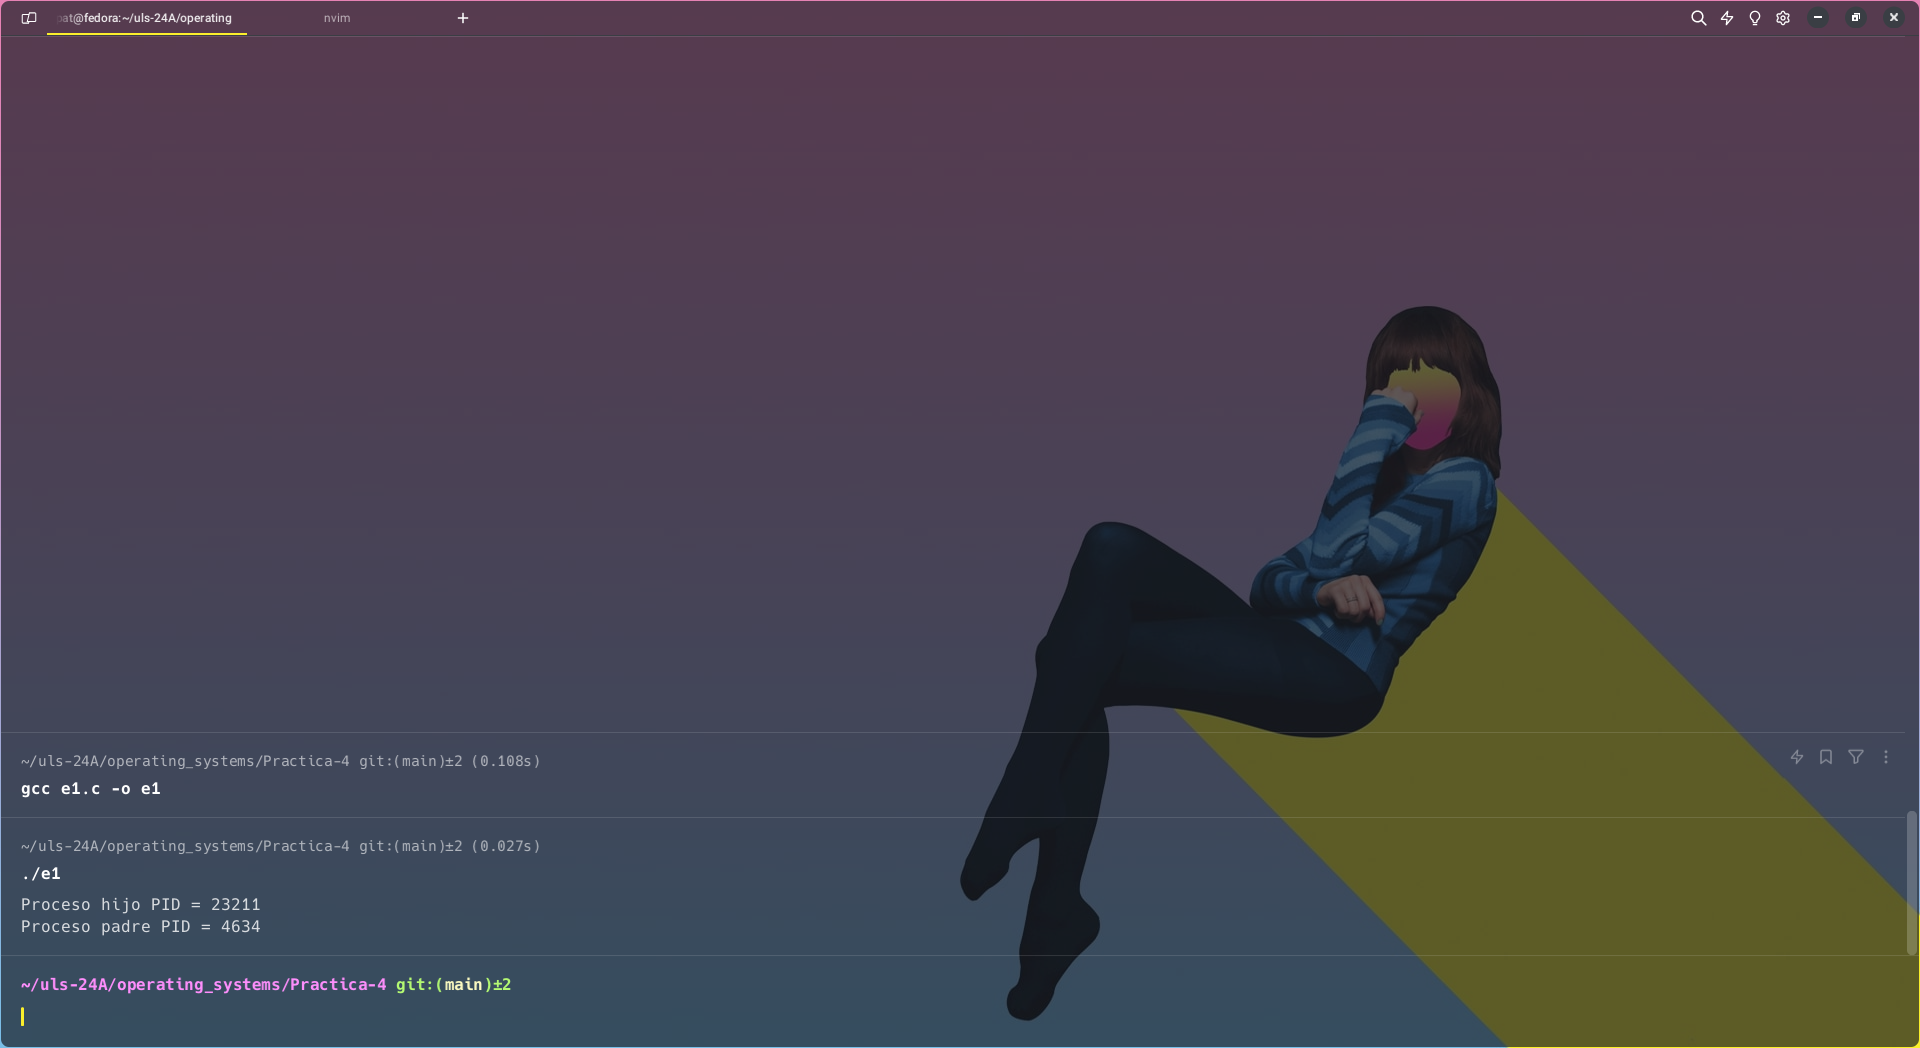 at@fedora:~/uls-24A/operating
nvim
~/uls-24A/operating_systems/Practica-4 git:(main)±2 (0.108s)
gcc e1.c -o e1
~/uls-24A/operating_systems/Practica-4 git:(main)±2 (0.027s)
./e1
Proceso hijo PID = 23211
Proceso padre PID = 4634
~/uls-24A/operating_systems/Practica-4 git:(main)±2